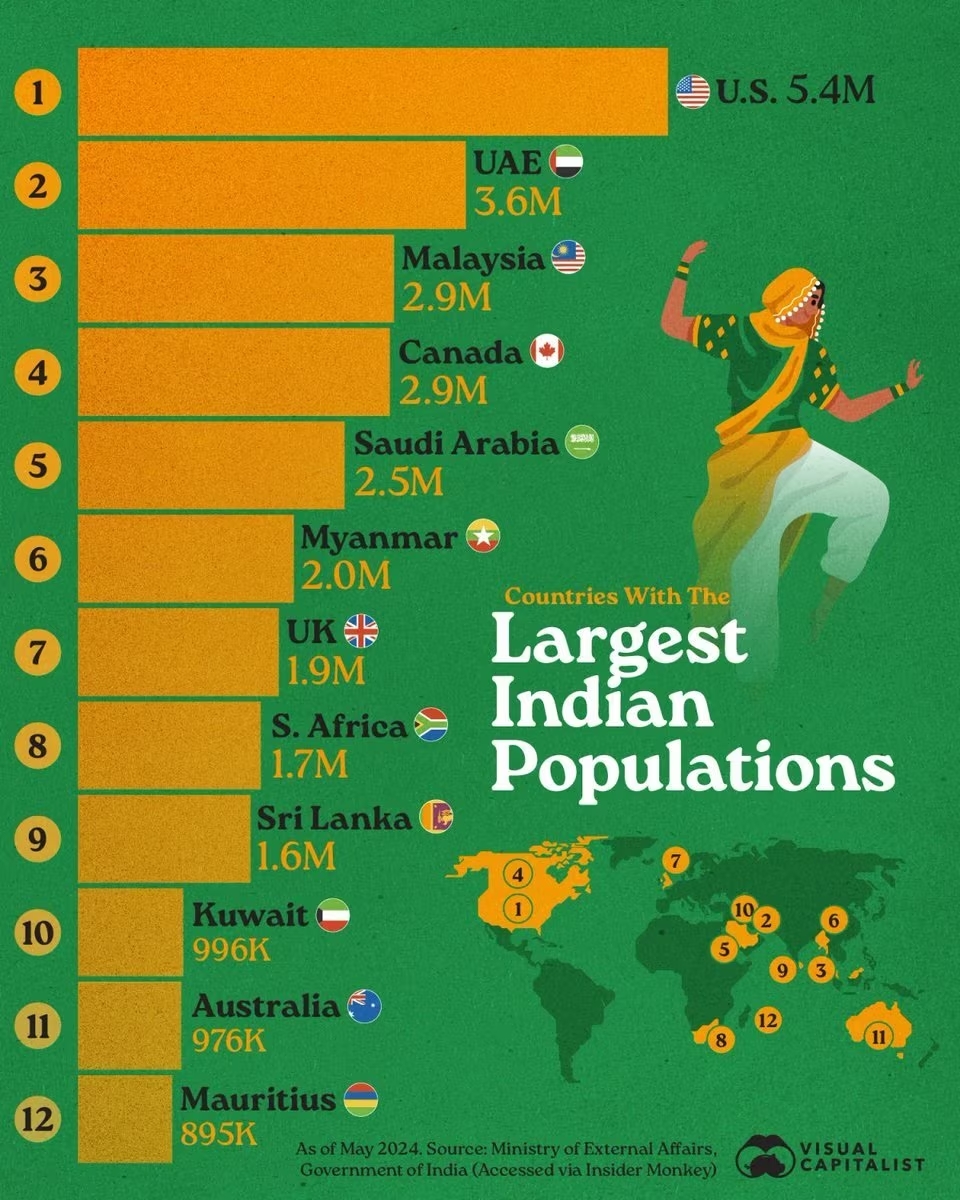 1
U.S. 5.4M
2
UAE
3.6M
3
Malaysia
2.9M
4
Canada
2.9M
5
Saudi Arabia
2.5M
6
Myanmar
2.0M
7
UK
1.9M
8
S. Africa
1.7M
9
Sri Lanka
1.6M
10
Kuwait
996K
11
Australia
976K
12
Mauritius
895K
Countries With The
Largest
Indian
Populations
4
7
1
10
2
6
5
9
3
12
8
11
As of May 2024. Source: Ministry of External Affairs,
Government of India (Accessed via Insider Monkey)
VISUAL
CAPITALIST